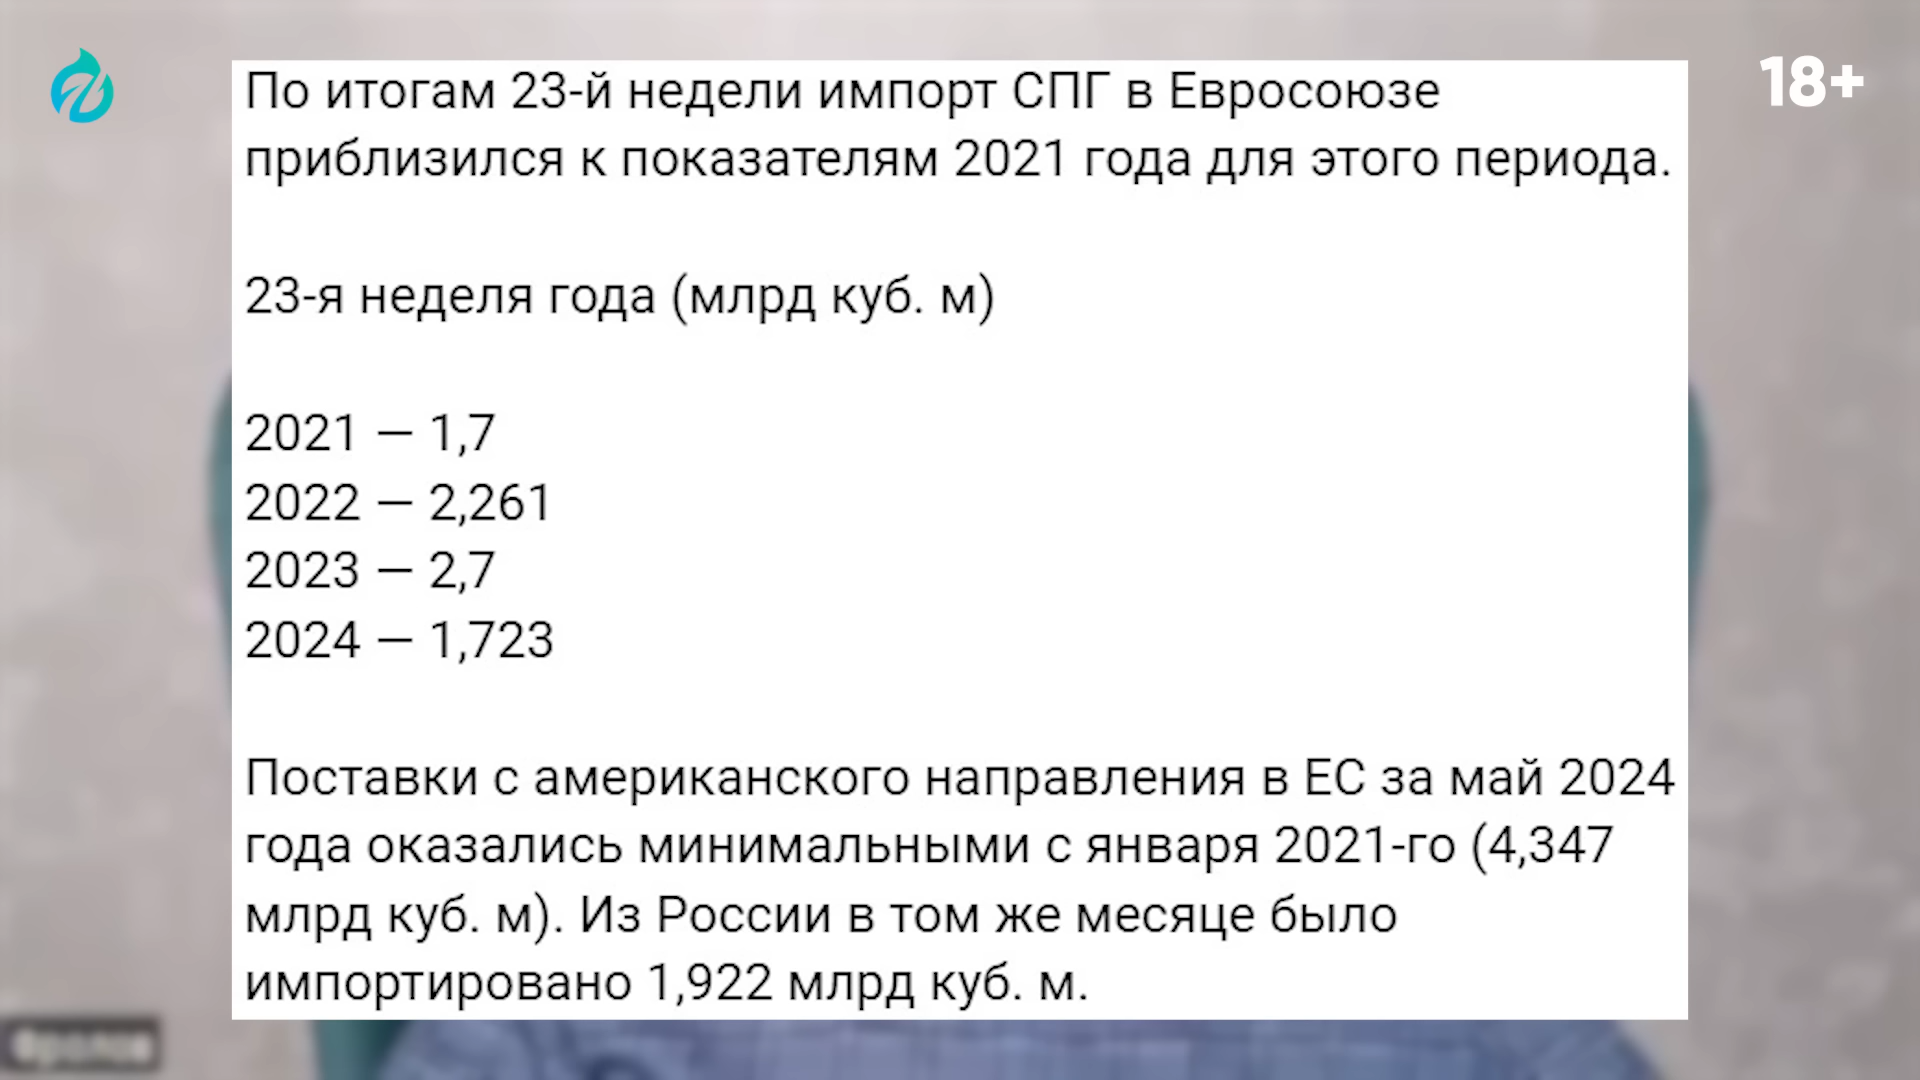 18+
По итогам 23-й недели импорт СПГ в Евросоюзе
приблизился к показателям 2021 года для этого периода.
23-я неделя года (млрд куб. м)
2021 — 1,7
2022 — 2,261
2023 — 2,7
2024 — 1,723
Поставки с американского направления в ЕС за май 2024
года оказались минимальными с января 2021-го (4,347
млрд куб. м). Из России в том же месяце было
импортировано 1,922 млрд куб. м.